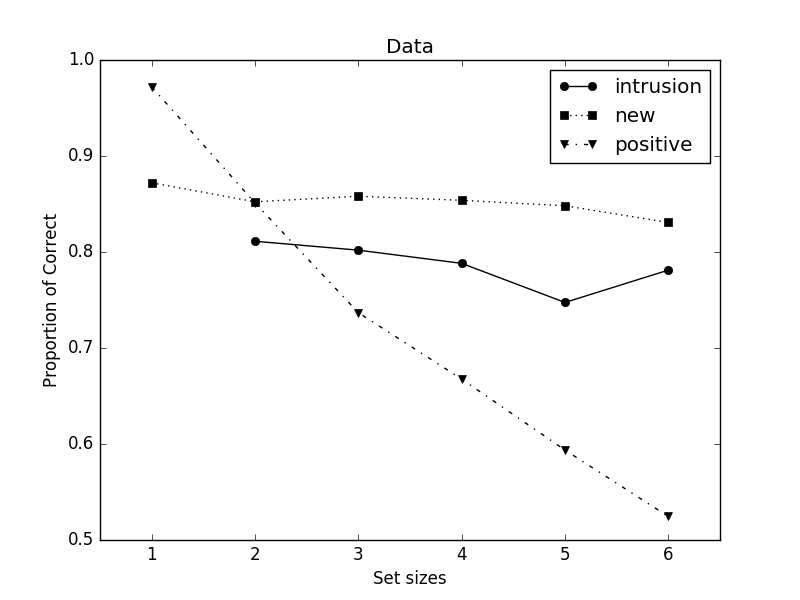 Data
1.0
0.9
0.8
0.7
0.6
0.5
Proportion of Correct
intrusion
new
positive
1 2 3 4 5 6
Set sizes